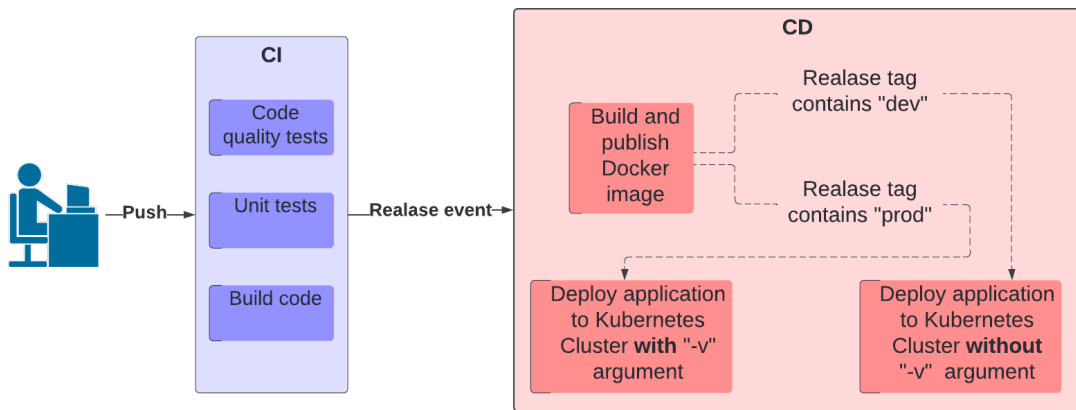 CI
Code
quality tests
Unit tests
Build code
Push
Realase event
CD
Build and
publish
Docker
image
Realase tag
contains "dev"
Realase tag
contains "prod"
Deploy application
to Kubernetes
Cluster with "-v"
argument
Deploy application
to Kubernetes
Cluster without
"-v" argument